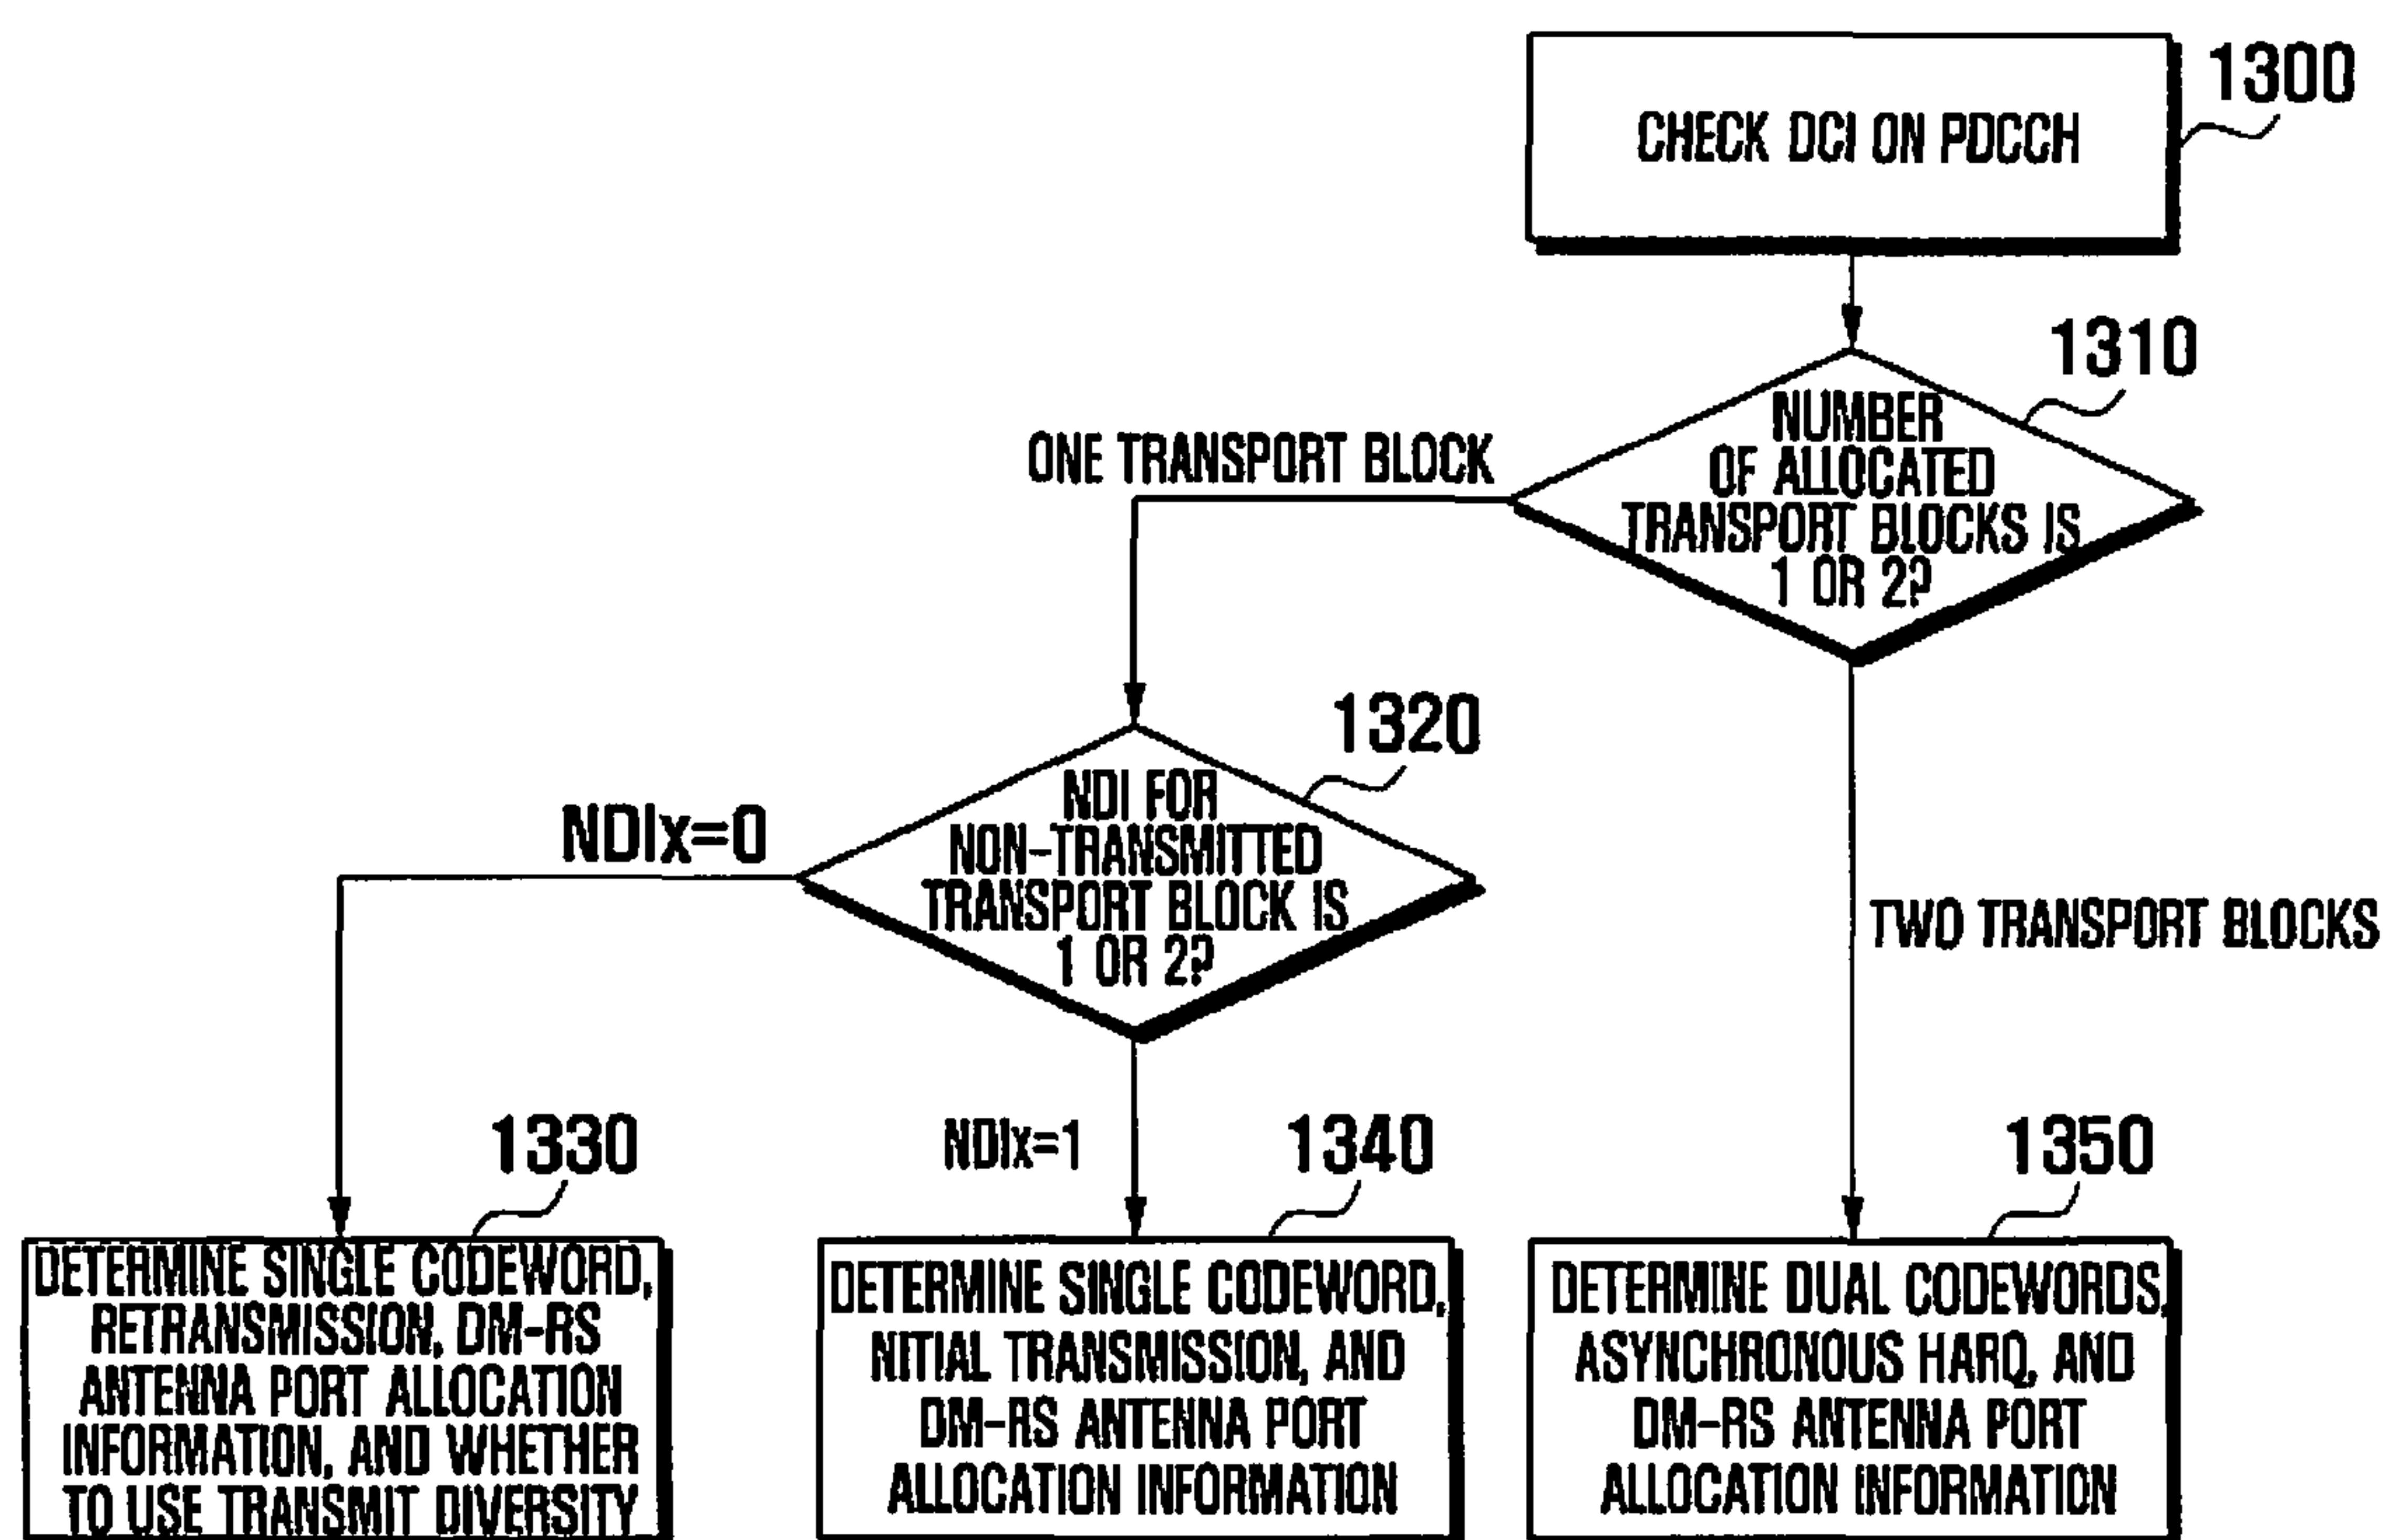 1300
CHECK DCI ON PDCCH
1310
NUMBER
OF ALLOCATED
TRANSPORT BLOCKS IS
1 OR 2?
ONE TRANSPORT BLOCK
1320
NDI FOR
NON-TRANSMITTED
TRANSPORT BLOCK IS
1 OR 2?
NDIx=0
TWO TRANSPORT BLOCKS
1330
NDIx=1
1340
1350
DETERMINE SINGLE CODEWORD,
RETRANSMISSION, DM-RS
ANTENNA PORT ALLOCATION
INFORMATION, AND WHETHER
TO USE TRANSMIT DIVERSITY
DETERMINE SINGLE CODEWORD,
NITIAL TRANSMISSION, AND
DM-RS ANTENNA PORT
ALLOCATION INFORMATION
DETERMINE DUAL CODEWORDS,
ASYNCHRONOUS HARQ, AND
DM-RS ANTENNA PORT
ALLOCATION INFORMATION